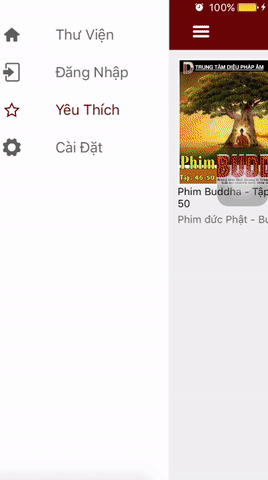 100%
Thư Viện
Đăng Nhập
Yêu Thích
Cài Đặt
TRUNG TÂM DIỆU PHÁP ÂM
Phim BUDD
Tập. 46-50
Phim Buddha - Tập
50
Phim đức Phật - Bu